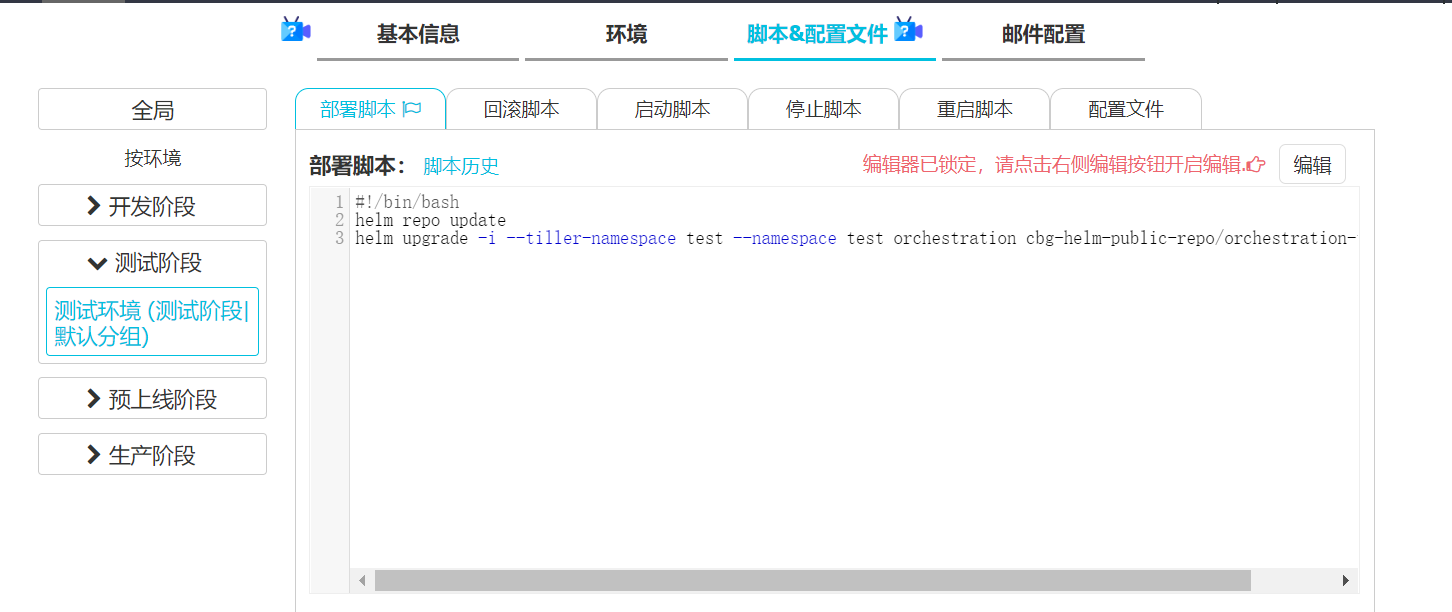 基本信息
环境
脚本&配置文件
邮件配置
全局
按环境
开发阶段
测试阶段
测试环境 (测试阶段|
默认分组)
预上线阶段
生产阶段
部署脚本
回滚脚本
启动脚本
停止脚本
重启脚本
配置文件
部署脚本： 脚本历史
编辑器已锁定，请点击右侧编辑按钮开启编辑. 编辑
1 #!/bin/bash
2 helm repo update
3 helm upgrade -i --tiller-namespace test --namespace test orchestration cbg-helm-public-repo/orchestration-